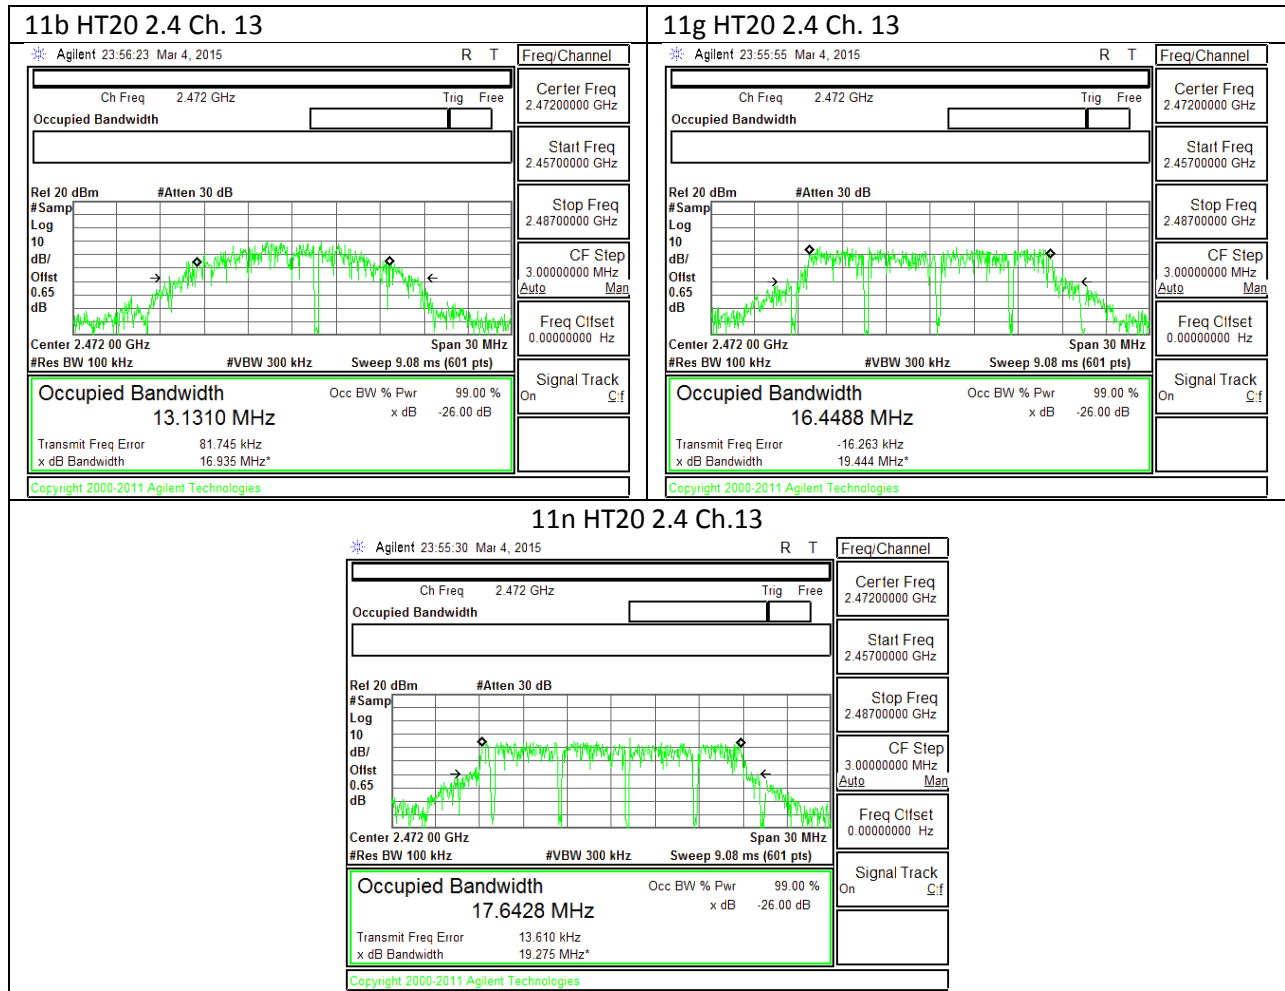 11b HT20 2.4 Ch. 13
Agilent 23:56:23 Mar 4, 2015 R T
Freq/Channel
Ch Freq 2.472 GHz Trig Free
Occupied Bandwidth
Center Freq
2.47200000 GHz
Start Freq
2.45700000 GHz
Stop Freq
2.48700000 GHz
CF Step
3.00000000 MHz
Auto Man
Freq Offset
0.00000000 Hz
Signal Track
On Off
Ref 20 dBm #Atten 30 dB
#Samp
Log
10
dB/
Offst
0.65
dB
Center 2.472 00 GHz Span 30 MHz
#Res BW 100 kHz #VBW 300 kHz Sweep 9.08 ms (601 pts)
Occupied Bandwidth Occ BW % Pwr 99.00 %
13.1310 MHz x dB -26.00 dB
Transmit Freq Error 81.745 kHz
x dB Bandwidth 16.935 MHz*
Copyright 2000-2011 Agilent Technologies
11g HT20 2.4 Ch. 13
Agilent 23:55:55 Mar 4, 2015 R T
Freq/Channel
Ch Freq 2.472 GHz Trig Free
Occupied Bandwidth
Center Freq
2.47200000 GHz
Start Freq
2.45700000 GHz
Stop Freq
2.48700000 GHz
CF Step
3.00000000 MHz
Auto Man
Freq Offset
0.00000000 Hz
Signal Track
On Off
Ref 20 dBm #Atten 30 dB
#Samp
Log
10
dB/
Offst
0.65
dB
Center 2.472 00 GHz Span 30 MHz
#Res BW 100 kHz #VBW 300 kHz Sweep 9.08 ms (601 pts)
Occupied Bandwidth Occ BW % Pwr 99.00 %
16.4488 MHz x dB -26.00 dB
Transmit Freq Error -16.263 kHz
x dB Bandwidth 19.444 MHz*
Copyright 2000-2011 Agilent Technologies
11n HT20 2.4 Ch.13
Agilent 23:55:30 Mar 4, 2015 R T
Freq/Channel
Ch Freq 2.472 GHz Trig Free
Occupied Bandwidth
Center Freq
2.47200000 GHz
Start Freq
2.45700000 GHz
Stop Freq
2.48700000 GHz
CF Step
3.00000000 MHz
Auto Man
Freq Offset
0.00000000 Hz
Signal Track
On Off
Ref 20 dBm #Atten 30 dB
#Samp
Log
10
dB/
Offst
0.65
dB
Center 2.472 00 GHz Span 30 MHz
#Res BW 100 kHz #VBW 300 kHz Sweep 9.08 ms (601 pts)
Occupied Bandwidth Occ BW % Pwr 99.00 %
17.6428 MHz x dB -26.00 dB
Transmit Freq Error 13.610 kHz
x dB Bandwidth 19.275 MHz*
Copyright 2000-2011 Agilent Technologies